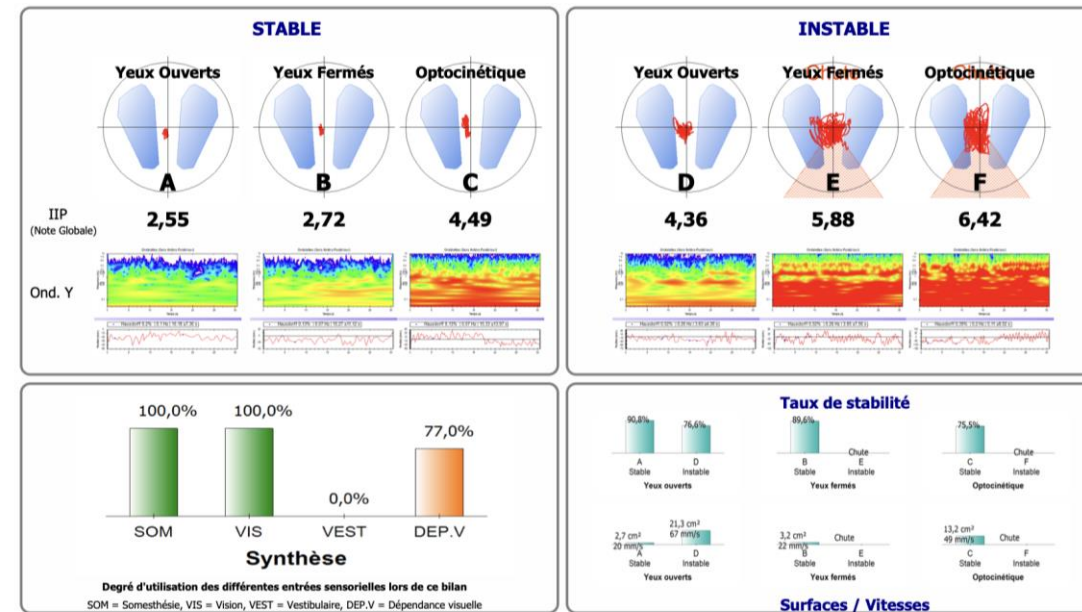 STABLE
Yeux Ouverts
Yeux Fermés
Optocinétique
A
B
C
IIP
(Note Globale)
2,55
2,72
4,49
Ond. Y
INSTABLE
Yeux Ouverts
Chute
Yeux Fermés
Chute
Optocinétique
D
E
F
4,36
5,88
6,42
100,0%
100,0%
0,0%
77,0%
SOM
VIS
VEST
DEP.V
Synthèse
Degré d'utilisation des différentes entrées sensorielles lors de ce bilan
SOM = Somesthésie, VIS = Vision, VEST = Vestibulaire, DEP.V = Dépendance visuelle
Taux de stabilité
90,8%
76,6%
A
Stable
D
Instable
Yeux ouverts
89,6%
Chute
B
Stable
E
Instable
Yeux fermés
75,5%
Chute
C
Stable
F
Instable
Optocinétique
2,7 cm²
20 mm/s
21,3 cm²
67 mm/s
A
Stable
D
Instable
Yeux ouverts
3,2 cm²
22 mm/s
Chute
B
Stable
E
Instable
Yeux fermés
13,2 cm²
49 mm/s
Chute
C
Stable
F
Instable
Optocinétique
Surfaces / Vitesses